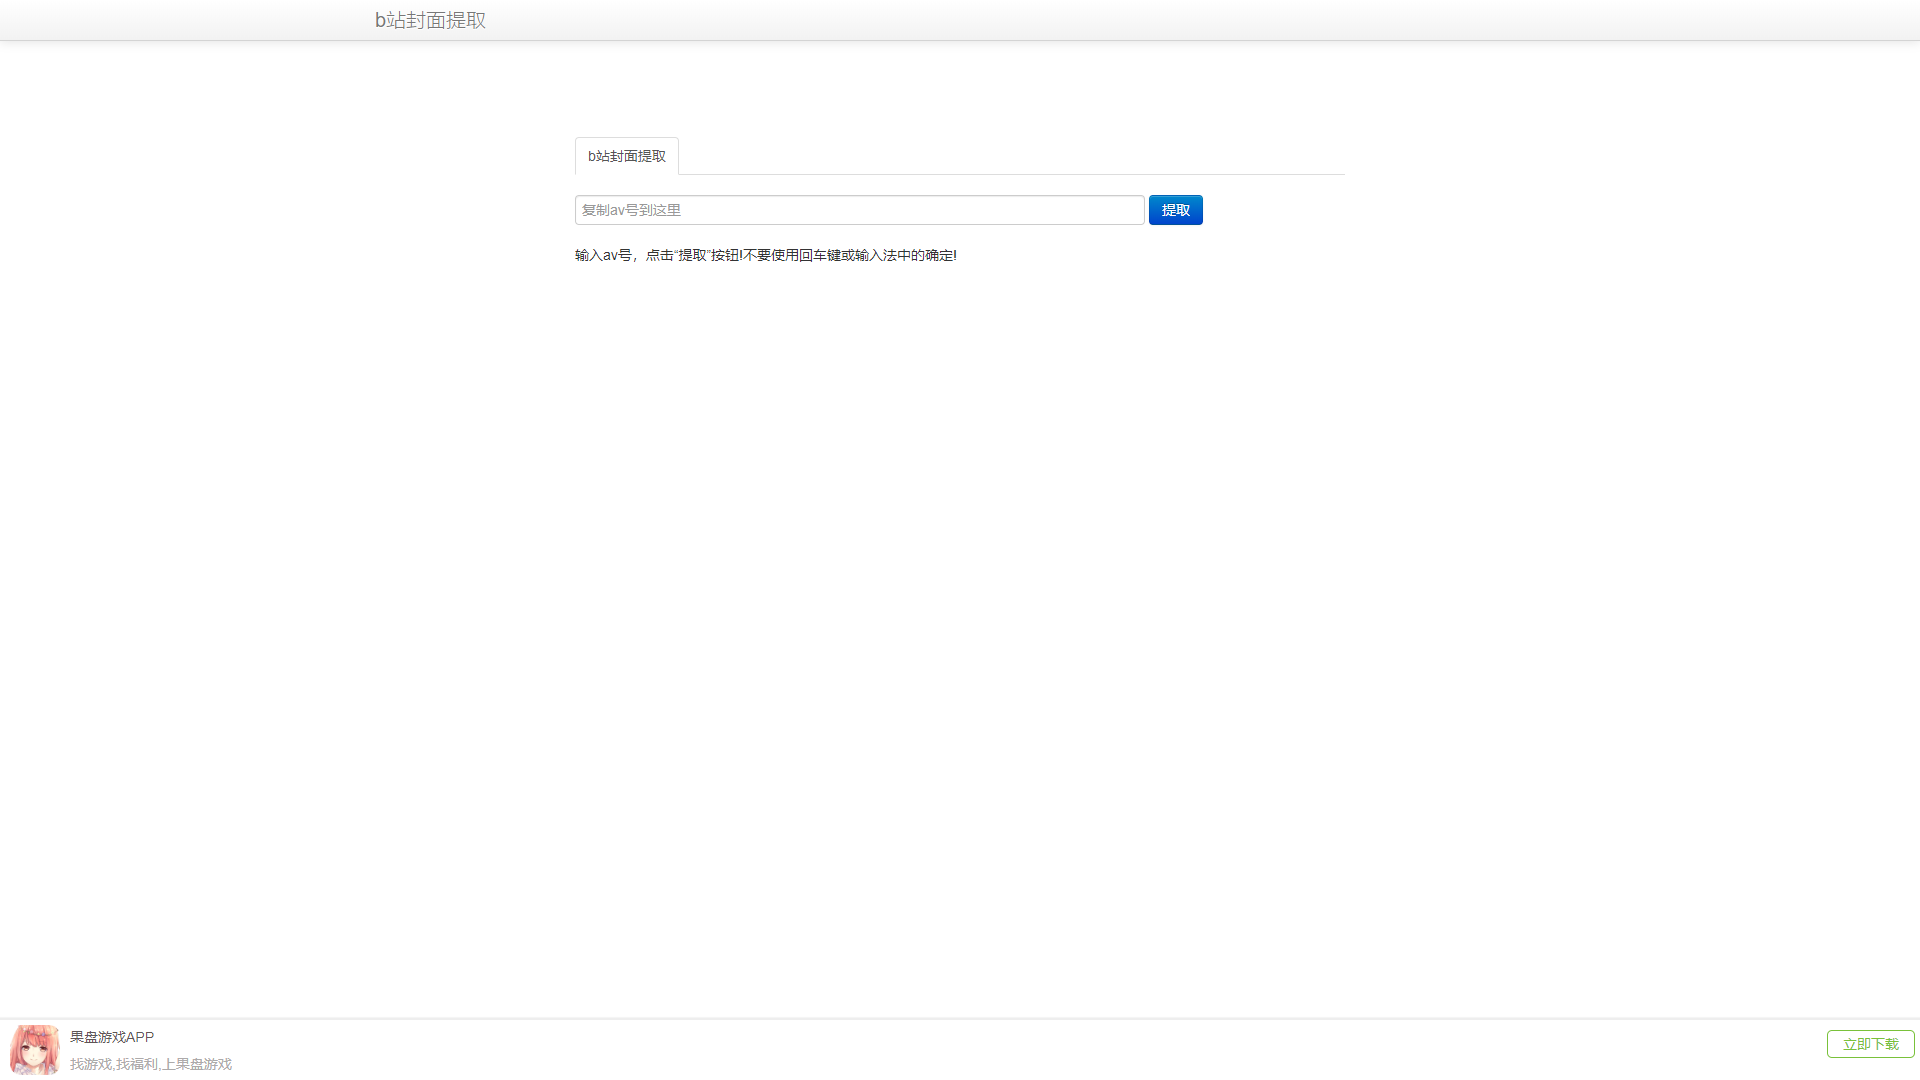 b站封面提取
b站封面提取
复制av号到这里
提取
输入av号，点击“提取”按钮!不要使用回车键或输入法中的确定!
果盘游戏APP
找游戏,找福利,上果盘游戏
立即下载